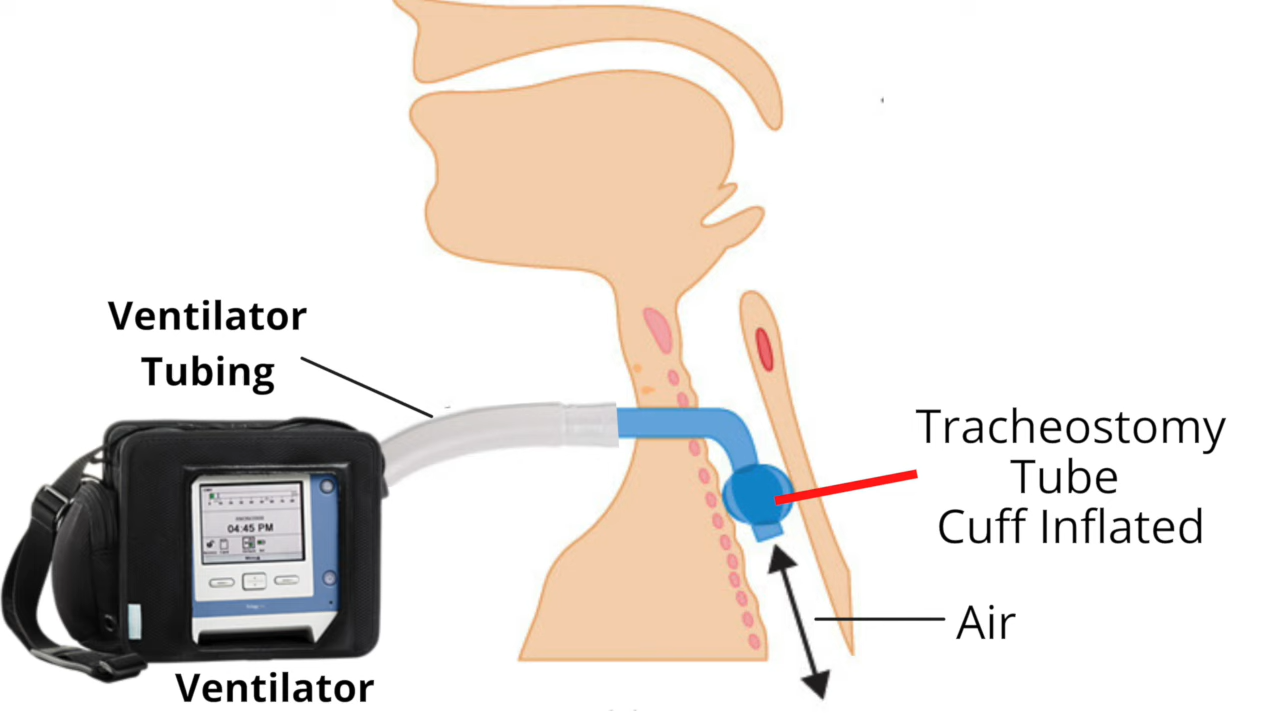 Ventilator
Tubing
04:45 PM
Tracheostomy
Tube
Cuff Inflated
Air
Ventilator